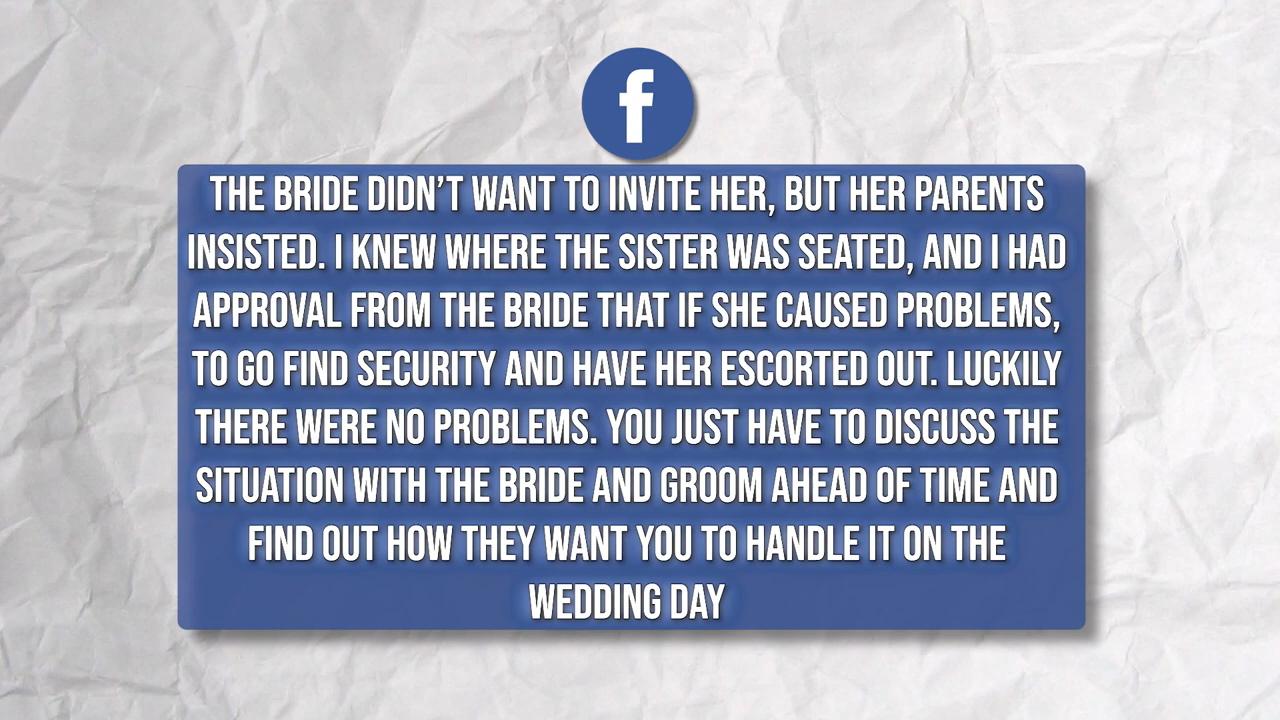 f
THE BRIDE DIDN’T WANT TO INVITE HER, BUT HER PARENTS
INSISTED. I KNEW WHERE THE SISTER WAS SEATED, AND I HAD
APPROVAL FROM THE BRIDE THAT IF SHE CAUSED PROBLEMS,
TO GO FIND SECURITY AND HAVE HER ESCORTED OUT. LUCKILY
THERE WERE NO PROBLEMS. YOU JUST HAVE TO DISCUSS THE
SITUATION WITH THE BRIDE AND GROOM AHEAD OF TIME AND
FIND OUT HOW THEY WANT YOU TO HANDLE IT ON THE
WEDDING DAY